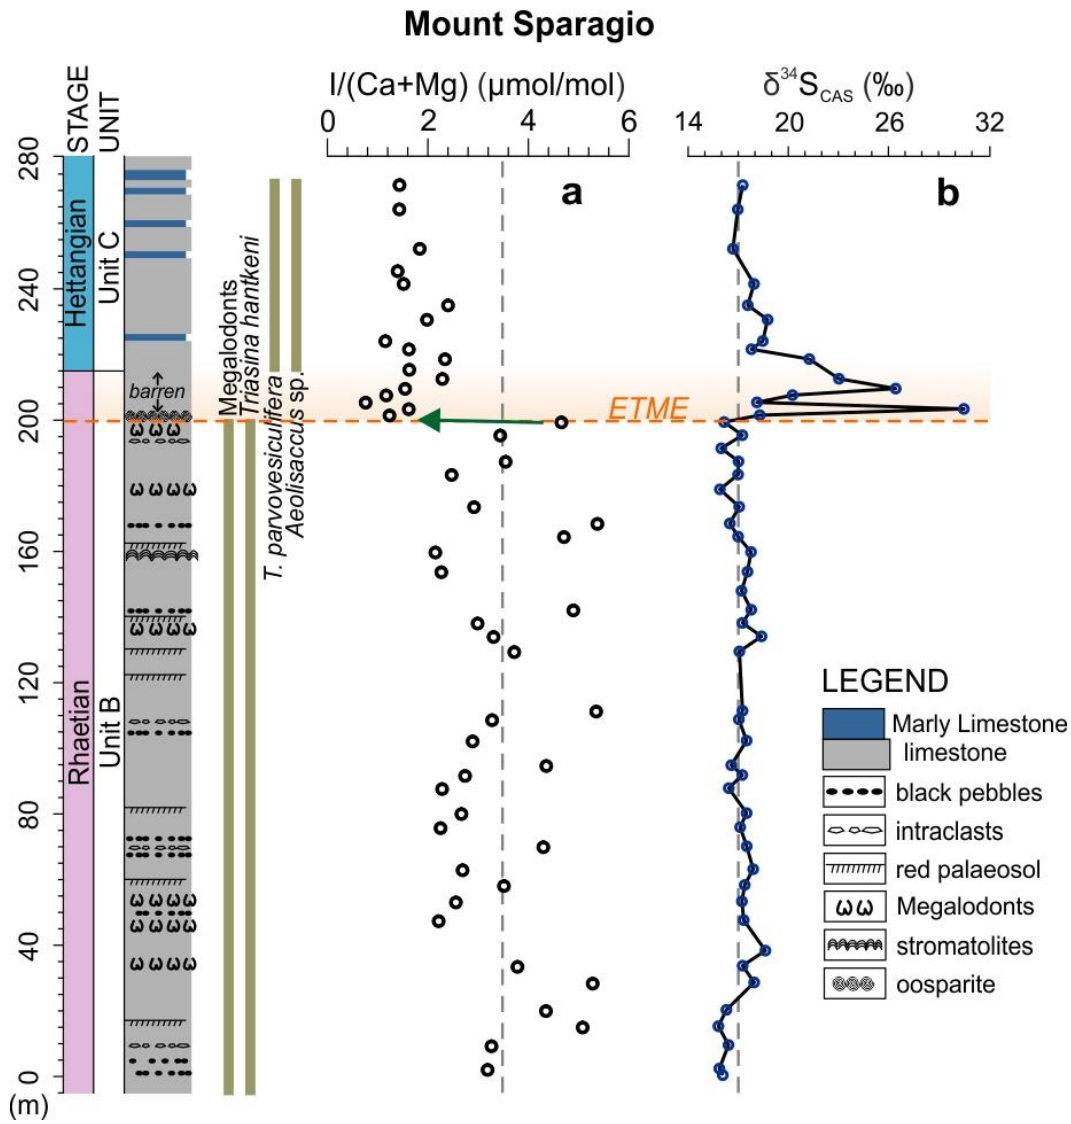 Mount Sparagio
I/(Ca+Mg) (μmol/mol)
δ³⁴S_CAS (‰)
STAGE
UNIT
0 2 4 6
14 20 26 32
a
b
280
240
200
160
120
80
40
0
(m)
Hettangian
Rhaetian
Unit C
Unit B
barren
Megalodonts
Triasina hantkeni
T. parvovesiculifera
Aeolisaccus sp.
ETME
LEGEND
Marly Limestone
limestone
black pebbles
intraclasts
red palaeosol
Megalodonts
stromatolites
oosparite